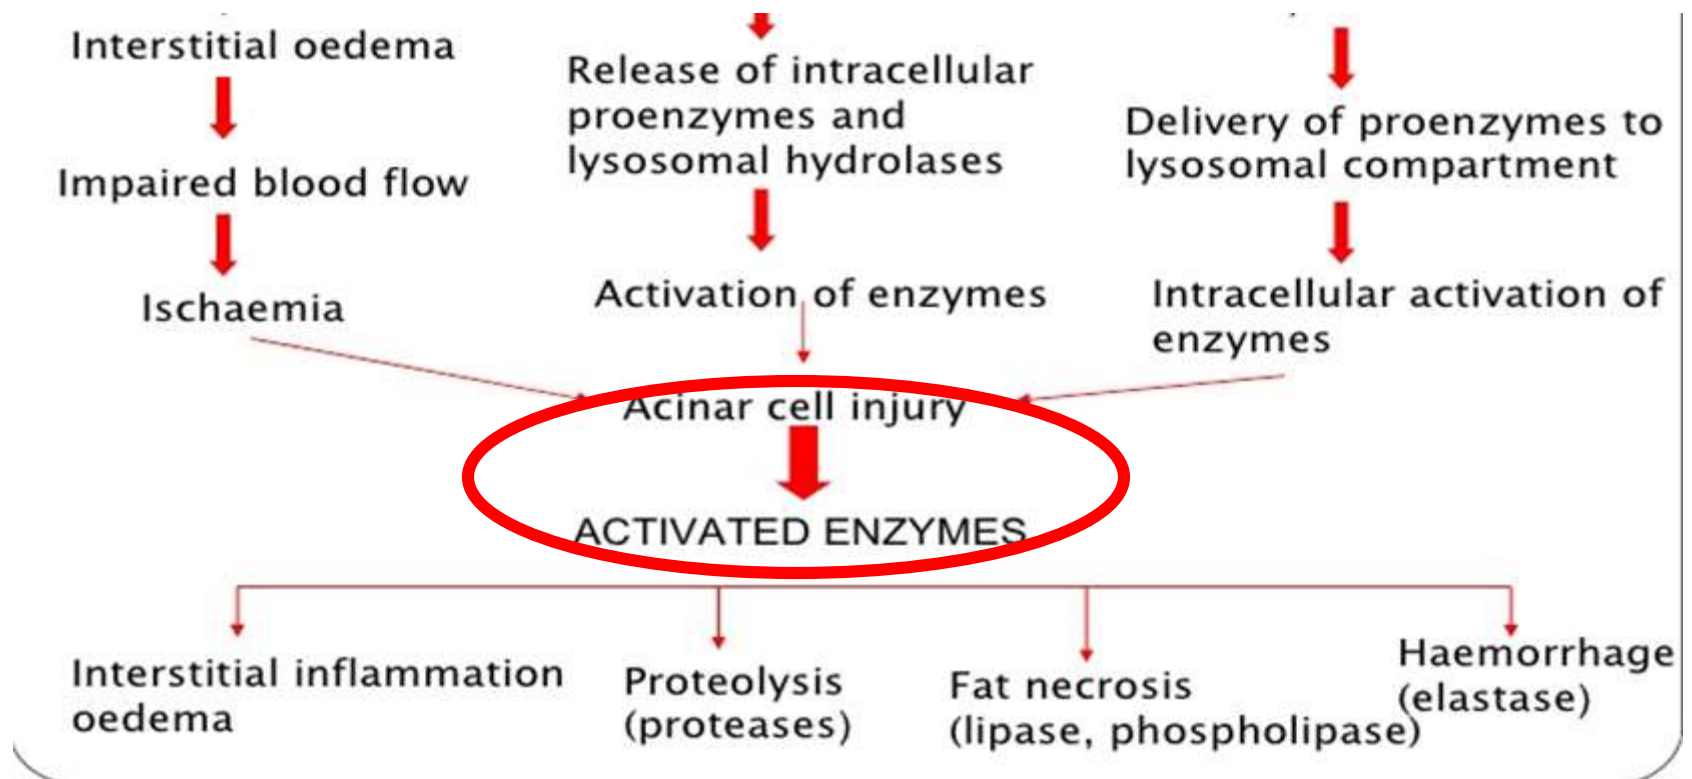 Interstitial oedema
Impaired blood flow
Ischaemia
Release of intracellular
proenzymes and
lysosomal hydrolases
Activation of enzymes
Delivery of proenzymes to
lysosomal compartment
Intracellular activation of
enzymes
Acinar cell injury
ACTIVATED ENZYMES
Interstitial inflammation
oedema
Proteolysis
(proteases)
Fat necrosis
(lipase, phospholipase)
Haemorrhage
(elastase)